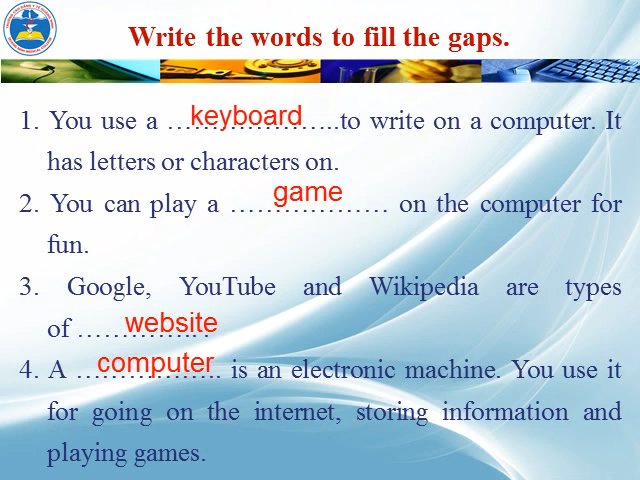 Write the words to fill the gaps.
1. You use a ………………..to write on a computer. It
keyboard
has letters or characters on.
2. You can play a ……………… on the computer for
game
fun.
3. Google, YouTube and Wikipedia are types
of ………….. .
website
4. A …………….. is an electronic machine. You use it
computer
for going on the internet, storing information and
playing games.